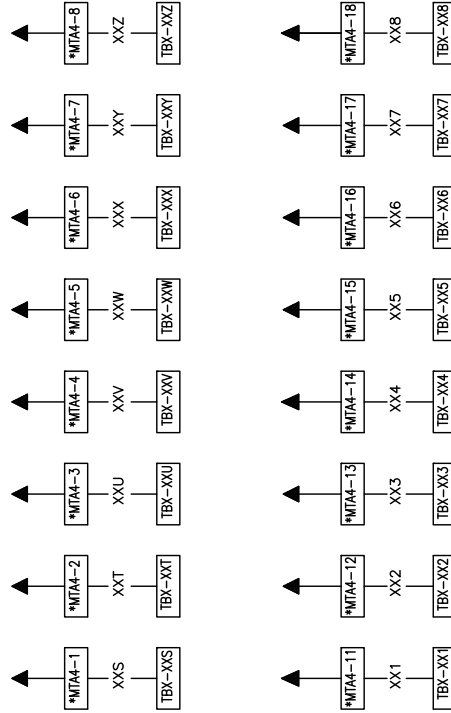 *MTA4-8
XXZ
TBX-XXZ
*MTA4-18
XX8
TBX-XX8
*MTA4-7
XXY
TBX-XXY
*MTA4-17
XX7
TBX-XX7
*MTA4-6
XXX
TBX-XXX
*MTA4-16
XX6
TBX-XX6
*MTA4-5
XXW
TBX-XXW
*MTA4-15
XX5
TBX-XX5
*MTA4-4
XXV
TBX-XXV
*MTA4-14
XX4
TBX-XX4
*MTA4-3
XXU
TBX-XXU
*MTA4-13
XX3
TBX-XX3
*MTA4-2
XXT
TBX-XXT
*MTA4-12
XX2
TBX-XX2
*MTA4-1
XXS
TBX-XXS
*MTA4-11
XX1
TBX-XX1